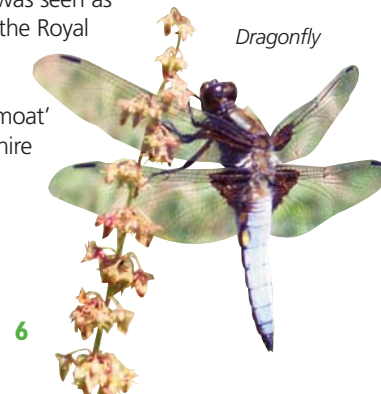 was seen as
the Royal
Dragonfly
moat’
hire
6